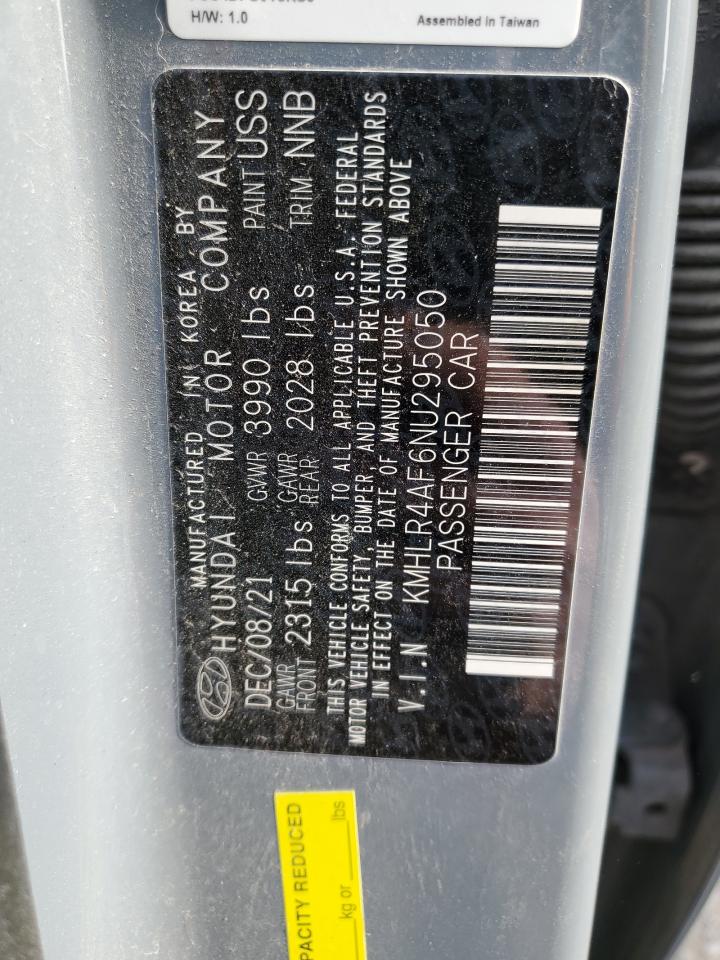 H/W: 1.0
Assembled in Taiwan
MANUFACTURED IN KOREA BY
HYUNDAI MOTOR COMPANY
DEC/08/21 GVWR 3990 lbs PAINT USS
GAWR FRONT 2315 lbs GAWR REAR 2028 lbs TRIM NNB
THIS VEHICLE CONFORMS TO ALL APPLICABLE U.S.A. FEDERAL
MOTOR VEHICLE SAFETY, BUMPER, AND THEFT PREVENTION STANDARDS
IN EFFECT ON THE DATE OF MANUFACTURE SHOWN ABOVE
V.I.N KMHLR4AF6NU295050
PASSENGER CAR
PACITY REDUCED
kg or lbs